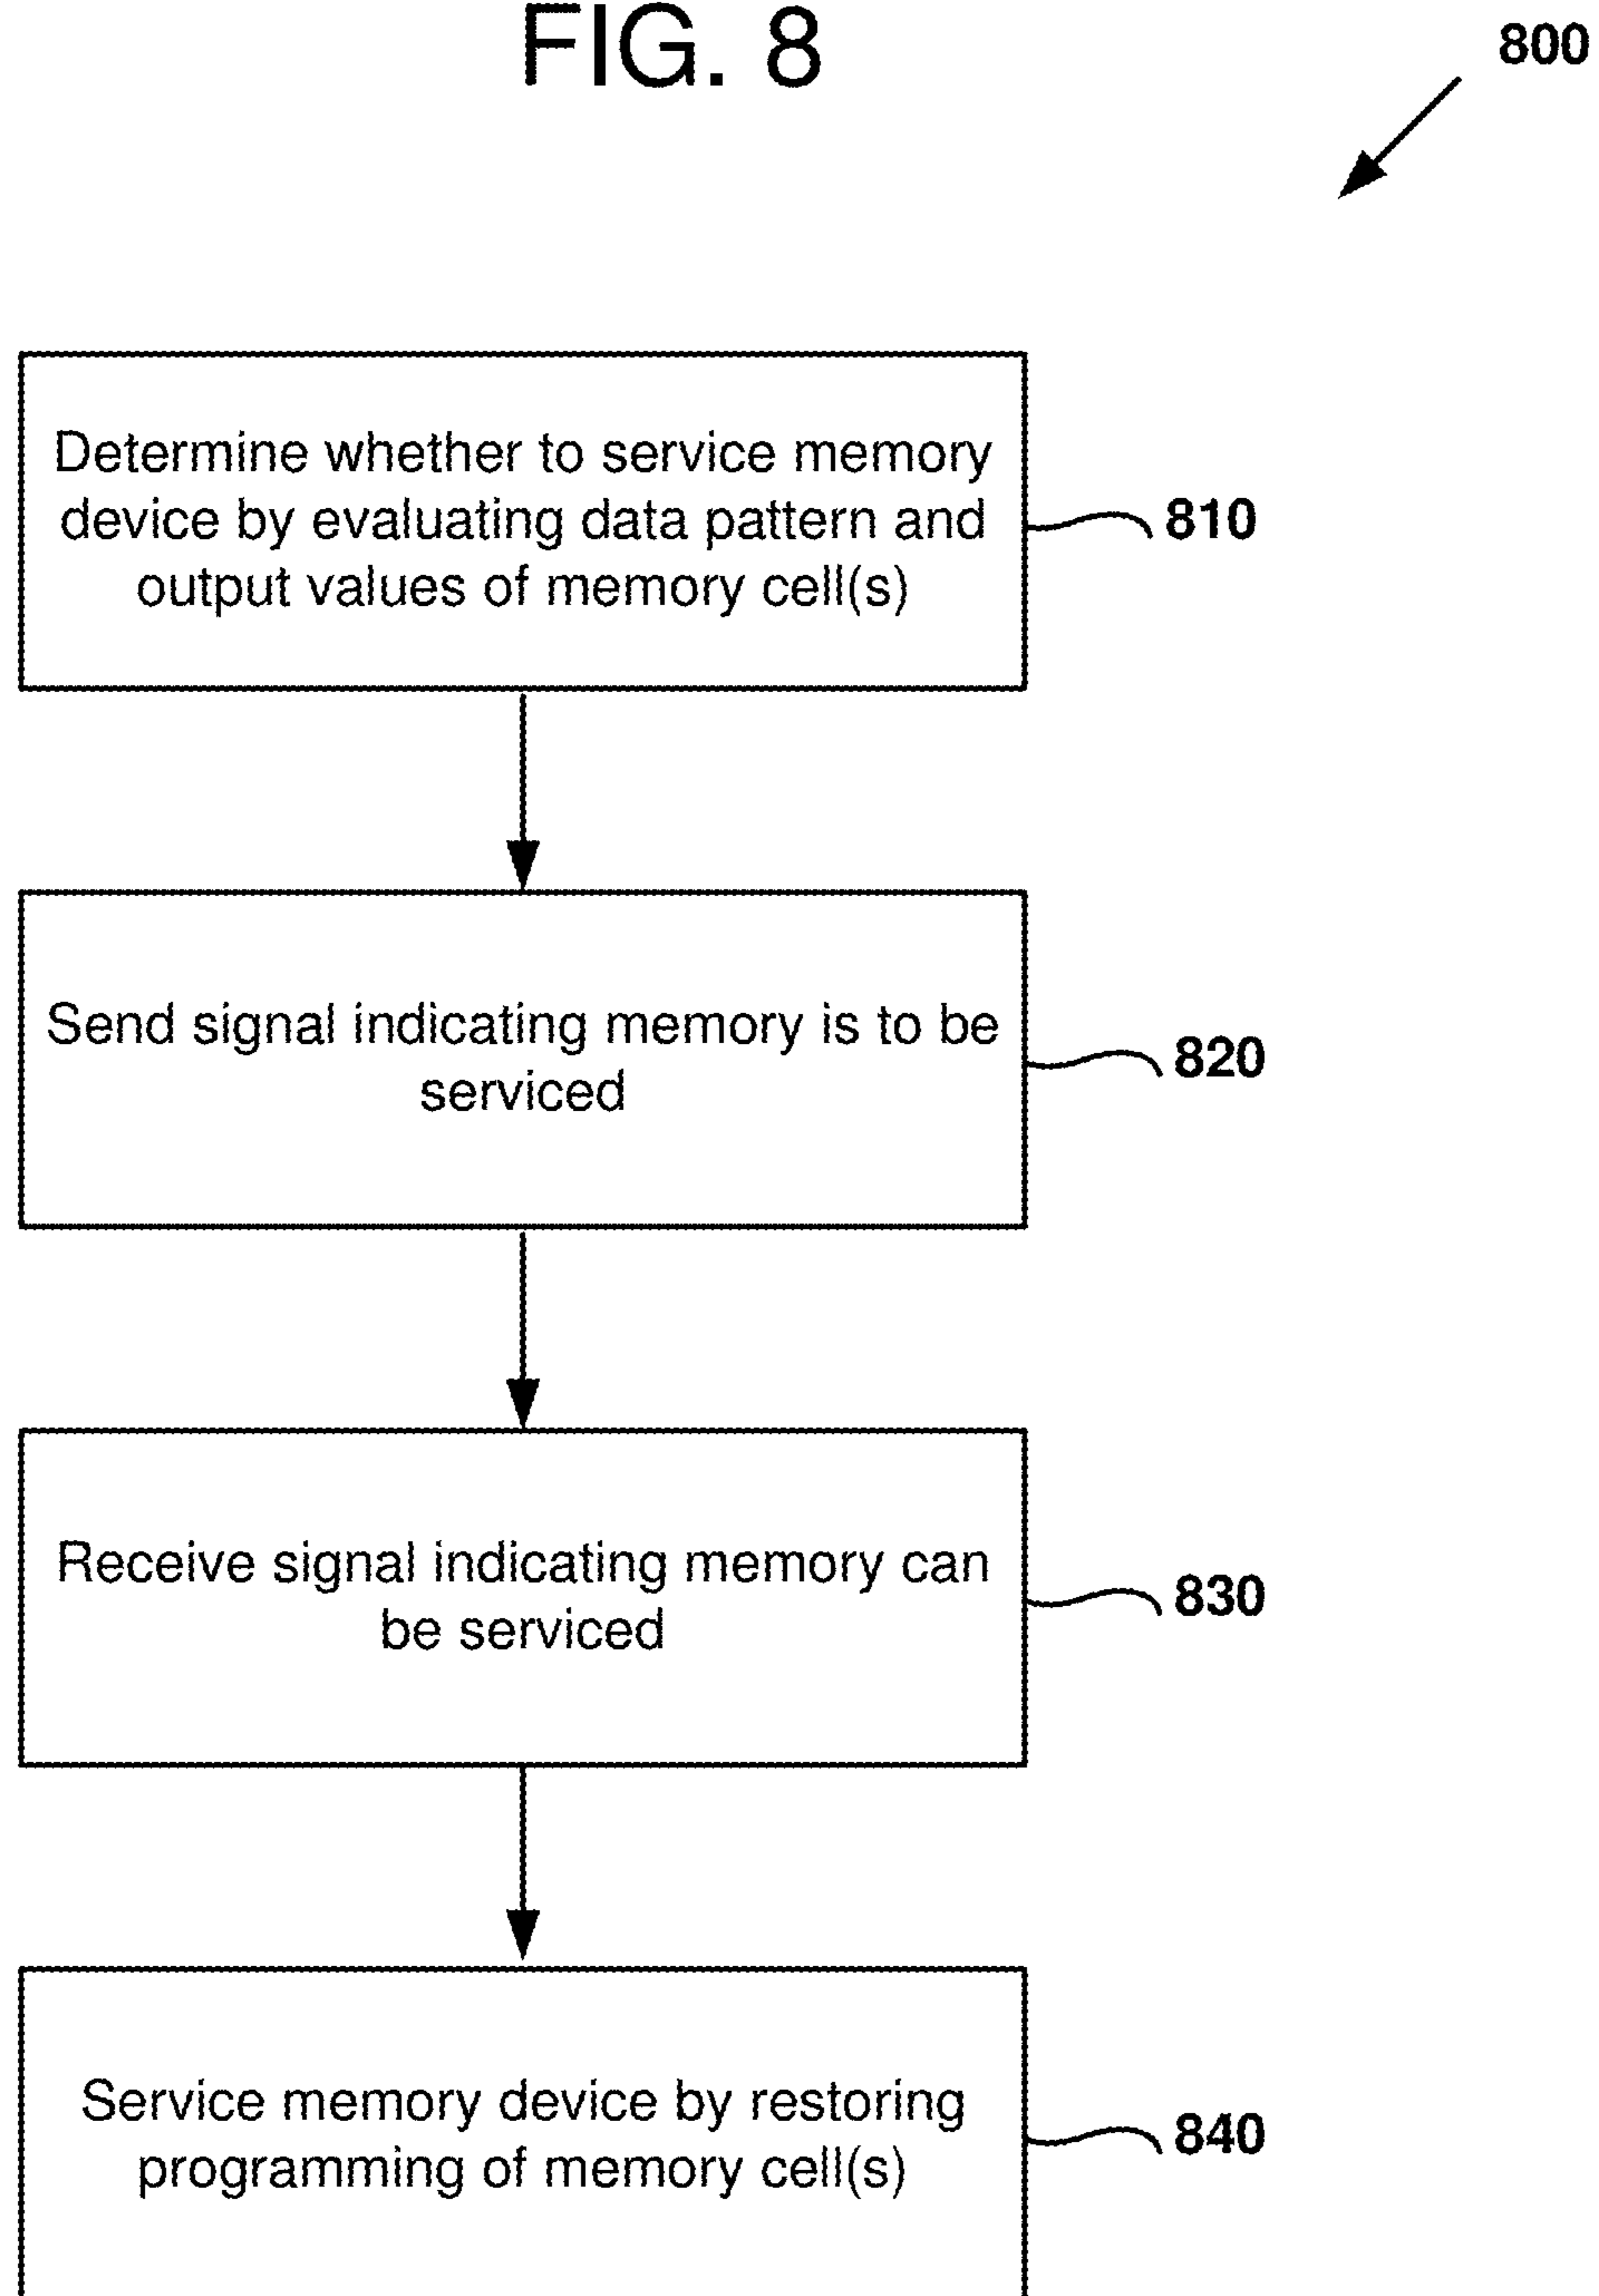 FIG. 8
800
Determine whether to service memory
device by evaluating data pattern and
output values of memory cell(s)
810
Send signal indicating memory is to be
serviced
820
Receive signal indicating memory can
be serviced
830
Service memory device by restoring
programming of memory cell(s)
840